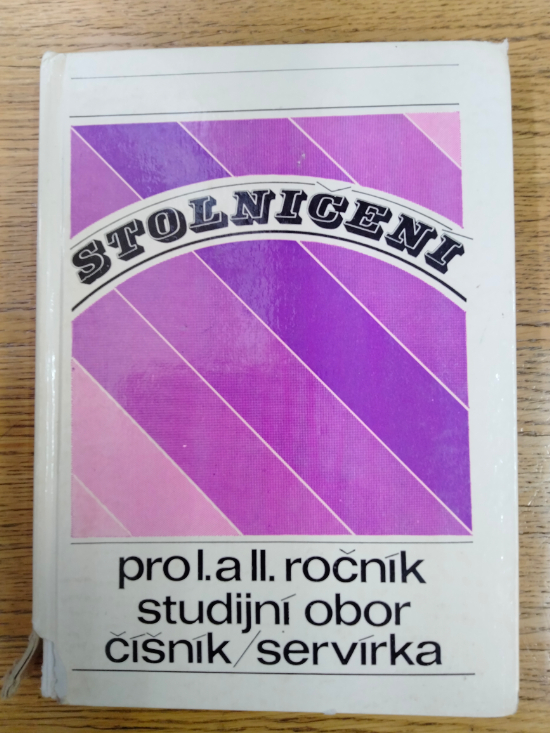 STOLNIČENÍ
pro I. a II. ročník
studijní obor
číšník/servírka